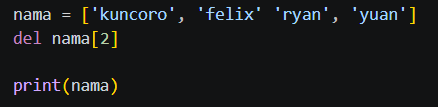 nama = ['kuncoro', 'felix' 'ryan', 'yuan']
del nama[2]
print(nama)